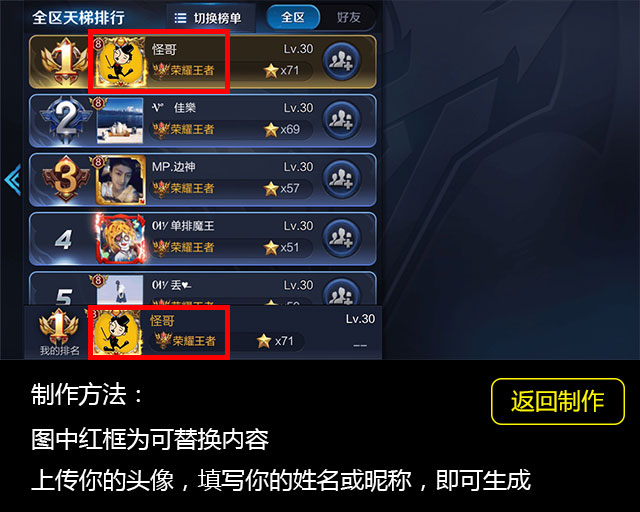 全区天梯排行 切换榜单 全区 好友
1 8 怪哥 Lv.30
荣耀王者 x71
2 8 佳樂 Lv.30
荣耀王者 x69
3 8 MP.边神 Lv.30
荣耀王者 x57
4 8 单排魔王 Lv.30
荣耀王者 x51
5 8 丢♥ Lv.30
荣耀王者
1 8 怪哥 Lv.30
荣耀王者 x71 --
我的排名
制作方法：
返回制作
图中红框为可替换内容
上传你的头像，填写你的姓名或昵称，即可生成